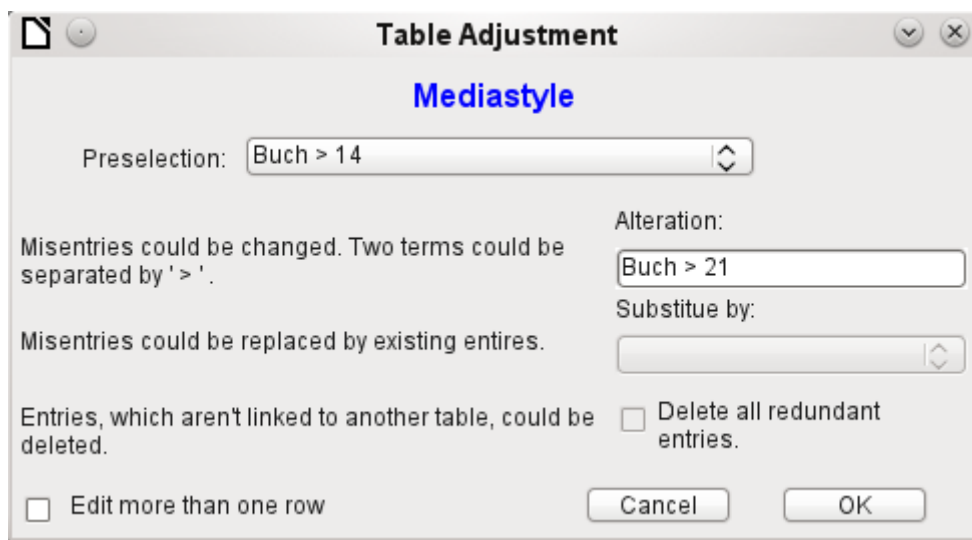 Table Adjustment
Mediastyle
Preselection: Buch > 14
Alteration:
Misentries could be changed. Two terms could be
separated by ' > '.
Buch > 21
Substitue by:
Misentries could be replaced by existing entires.
Entries, which aren't linked to another table, could be
deleted.
Delete all redundant
entries.
Edit more than one row
Cancel
OK